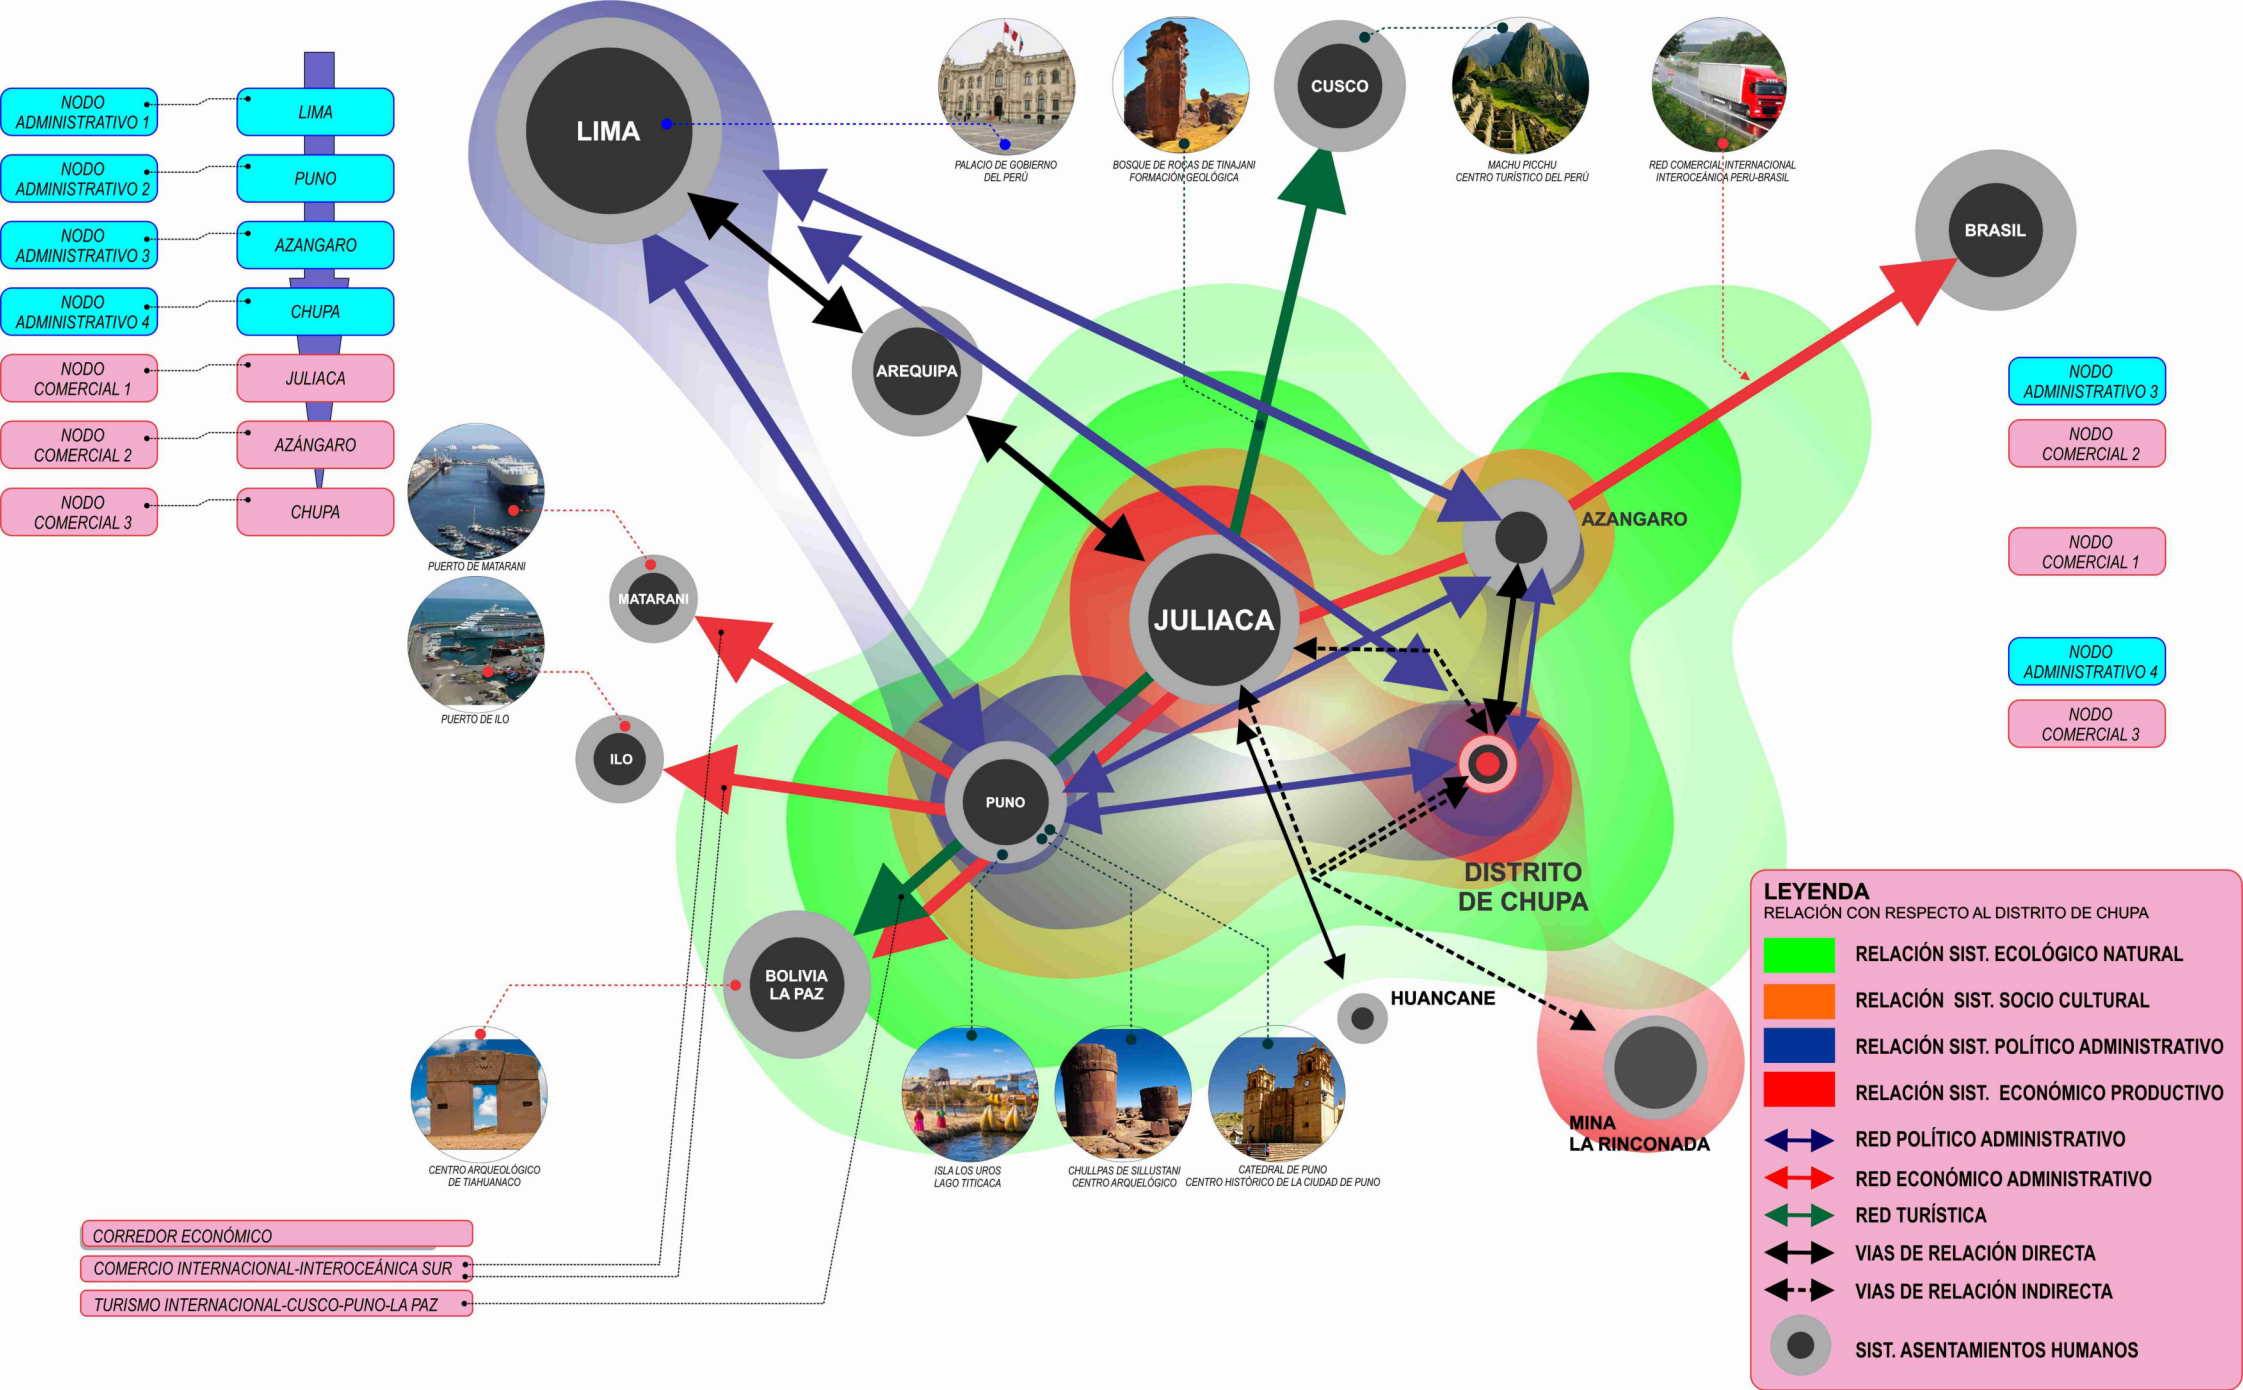 NODO
ADMINISTRATIVO 1
LIMA
NODO
ADMINISTRATIVO 2
PUNO
NODO
ADMINISTRATIVO 3
AZANGARO
NODO
ADMINISTRATIVO 4
CHUPA
NODO
COMERCIAL 1
JULIACA
NODO
COMERCIAL 2
AZÁNGARO
NODO
COMERCIAL 3
CHUPA
LIMA
PALACIO DE GOBIERNO
DEL PERÚ
BOSQUE DE ROCAS DE TINAJANI
FORMACIÓN GEOLÓGICA
CUSCO
MACHU PICCHU
CENTRO TURÍSTICO DEL PERÚ
RED COMERCIAL INTERNACIONAL
INTEROCEÁNICA PERU-BRASIL
BRASIL
AREQUIPA
PUERTO DE MATARANI
MATARANI
PUERTO DE ILO
ILO
JULIACA
AZANGARO
PUNO
DISTRITO
DE CHUPA
BOLIVIA
LA PAZ
HUANCANE
MINA
LA RINCONADA
CENTRO ARQUEOLÓGICO
DE TIAHUANACO
ISLA LOS UROS
LAGO TITICACA
CHULLPAS DE SILLUSTANI
CENTRO ARQUELÓGICO
CATEDRAL DE PUNO
CENTRO HISTÓRICO DE LA CIUDAD DE PUNO
NODO
ADMINISTRATIVO 3
NODO
COMERCIAL 2
NODO
COMERCIAL 1
NODO
ADMINISTRATIVO 4
NODO
COMERCIAL 3
CORREDOR ECONÓMICO
COMERCIO INTERNACIONAL-INTEROCEÁNICA SUR
TURISMO INTERNACIONAL-CUSCO-PUNO-LA PAZ
LEYENDA
RELACIÓN CON RESPECTO AL DISTRITO DE CHUPA
RELACIÓN SIST. ECOLÓGICO NATURAL
RELACIÓN SIST. SOCIO CULTURAL
RELACIÓN SIST. POLÍTICO ADMINISTRATIVO
RELACIÓN SIST. ECONÓMICO PRODUCTIVO
RED POLÍTICO ADMINISTRATIVO
RED ECONÓMICO ADMINISTRATIVO
RED TURÍSTICA
VIAS DE RELACIÓN DIRECTA
VIAS DE RELACIÓN INDIRECTA
SIST. ASENTAMIENTOS HUMANOS